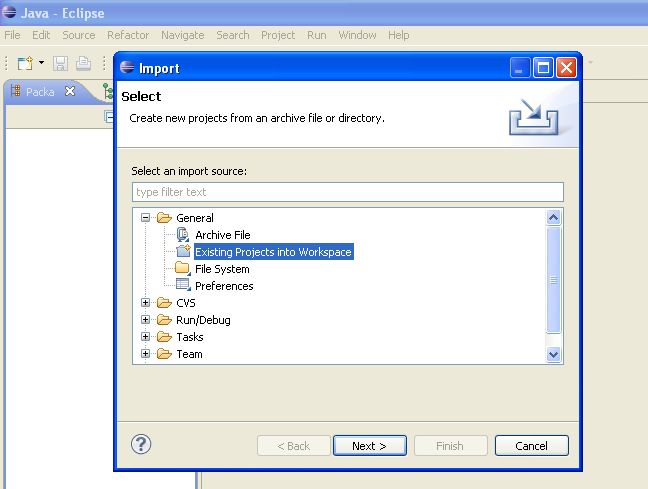 Java - Eclipse
File Edit Source Refactor Navigate Search Project Run Window Help
Packa
Import
Select
Create new projects from an archive file or directory.
Select an import source:
type filter text
General
Archive File
Existing Projects into Workspace
File System
Preferences
CVS
Run/Debug
Tasks
Team
? < Back Next > Finish Cancel